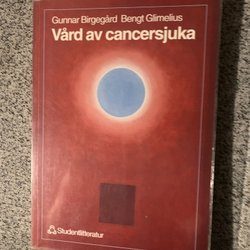 Gunnar Birgegård Bengt Glimelius
Vård av cancersjuka
Studentlitteratur